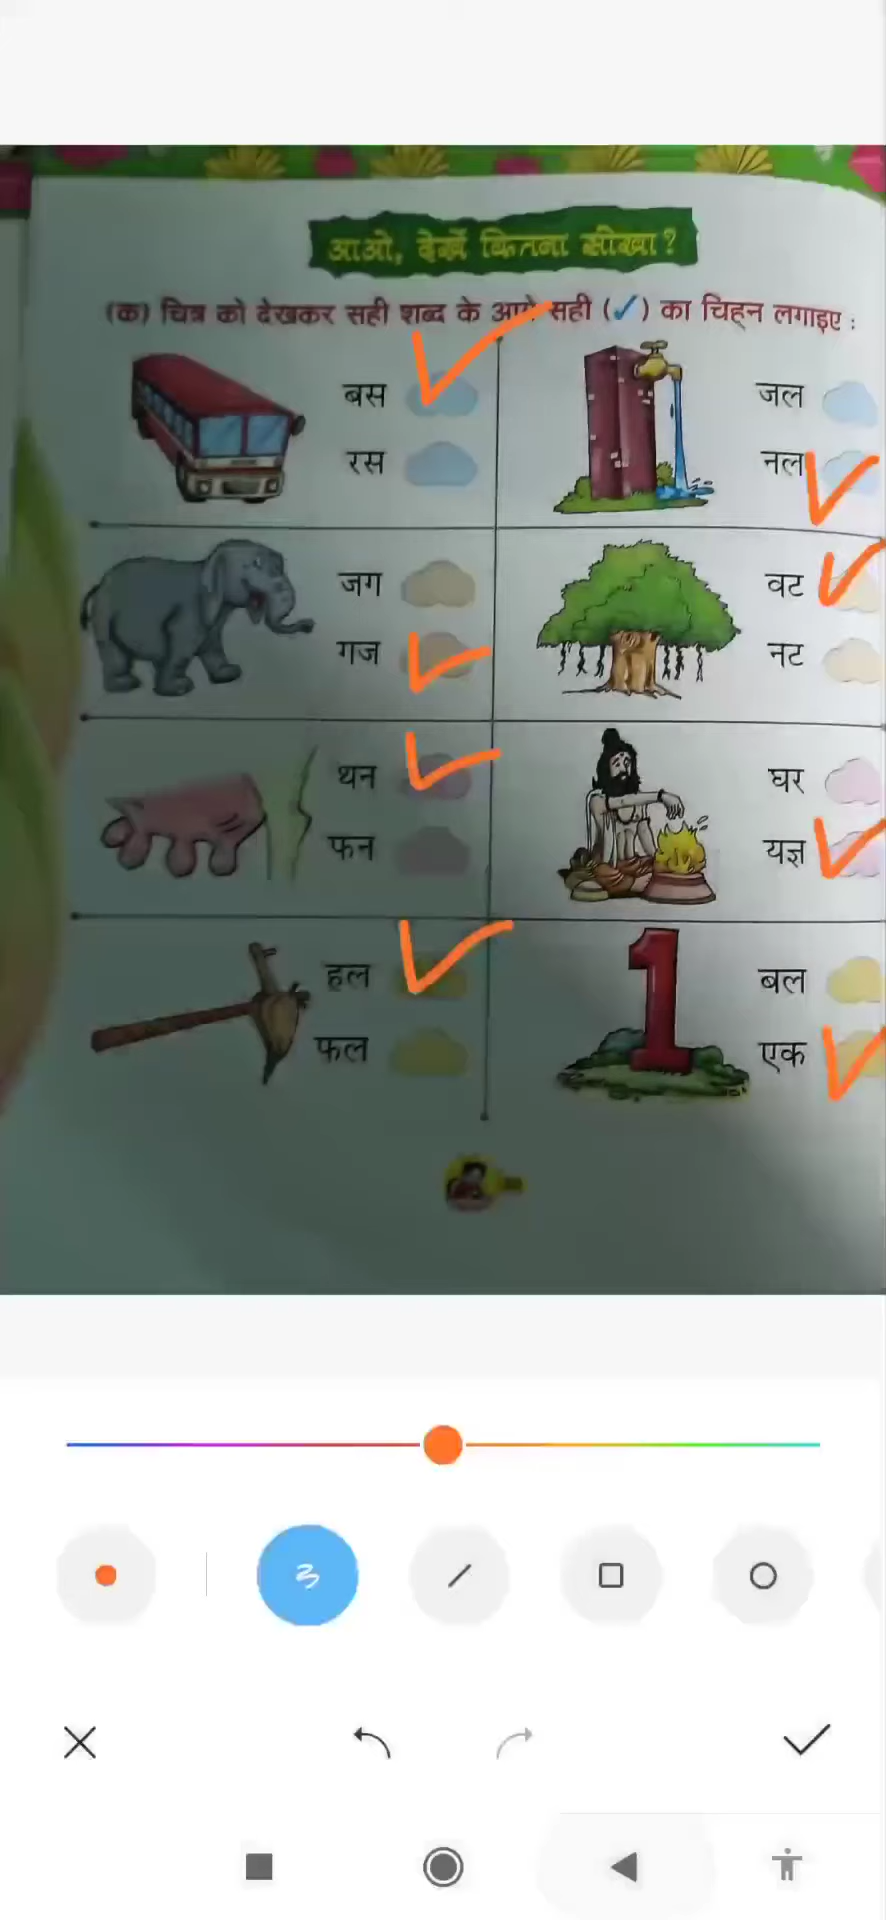 आओ, देखें कितना सीखा?
(क) चित्र को देखकर सही शब्द के आगे सही (✓) का चिह्न लगाइए :
बस
रस
जल
नल
जग
गज
वट
नट
थन
फन
घर
यज्ञ
हल
फल
बल
एक
1